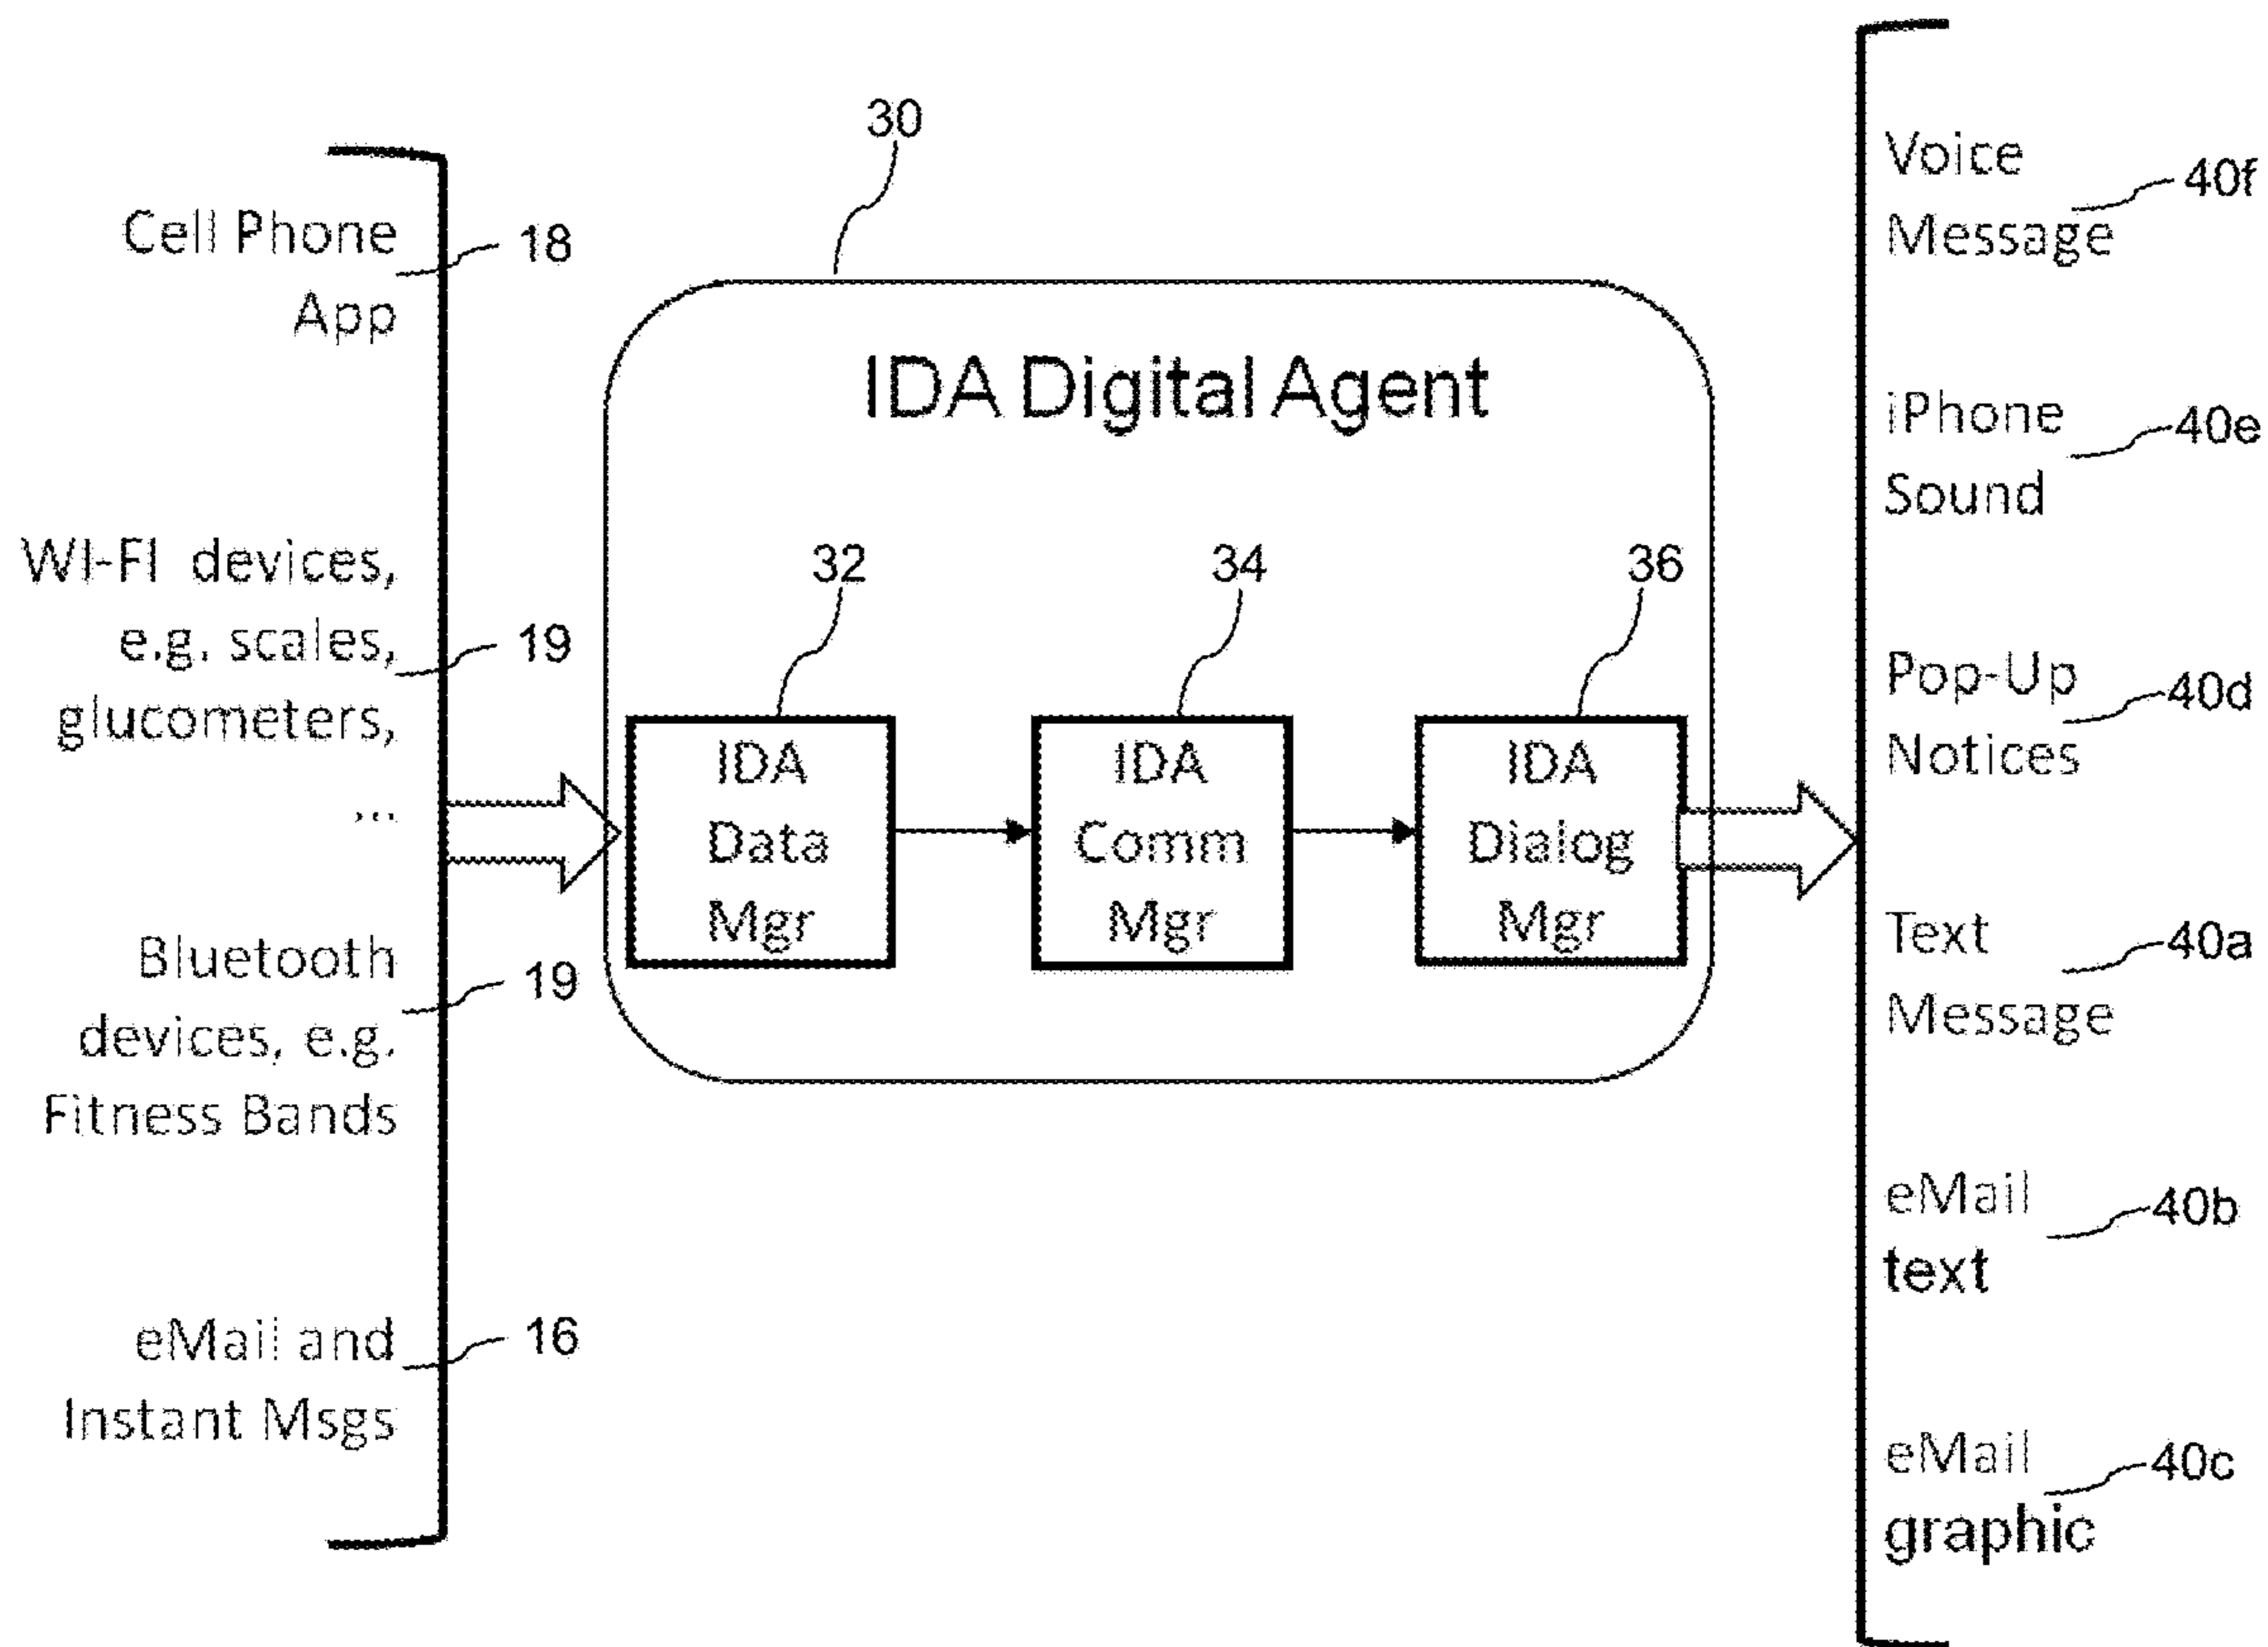 30
Cell Phone
App
18
WI-FI devices,
e.g. scales,
glucometers,
...
19
Bluetooth
devices, e.g.
Fitness Bands
19
eMail and
Instant Msgs
16
IDA Digital Agent
32
34
36
IDA
Data
Mgr
IDA
Comm
Mgr
IDA
Dialog
Mgr
Voice
Message
40f
iPhone
Sound
40e
Pop-Up
Notices
40d
Text
Message
40a
eMail
text
40b
eMail
graphic
40c